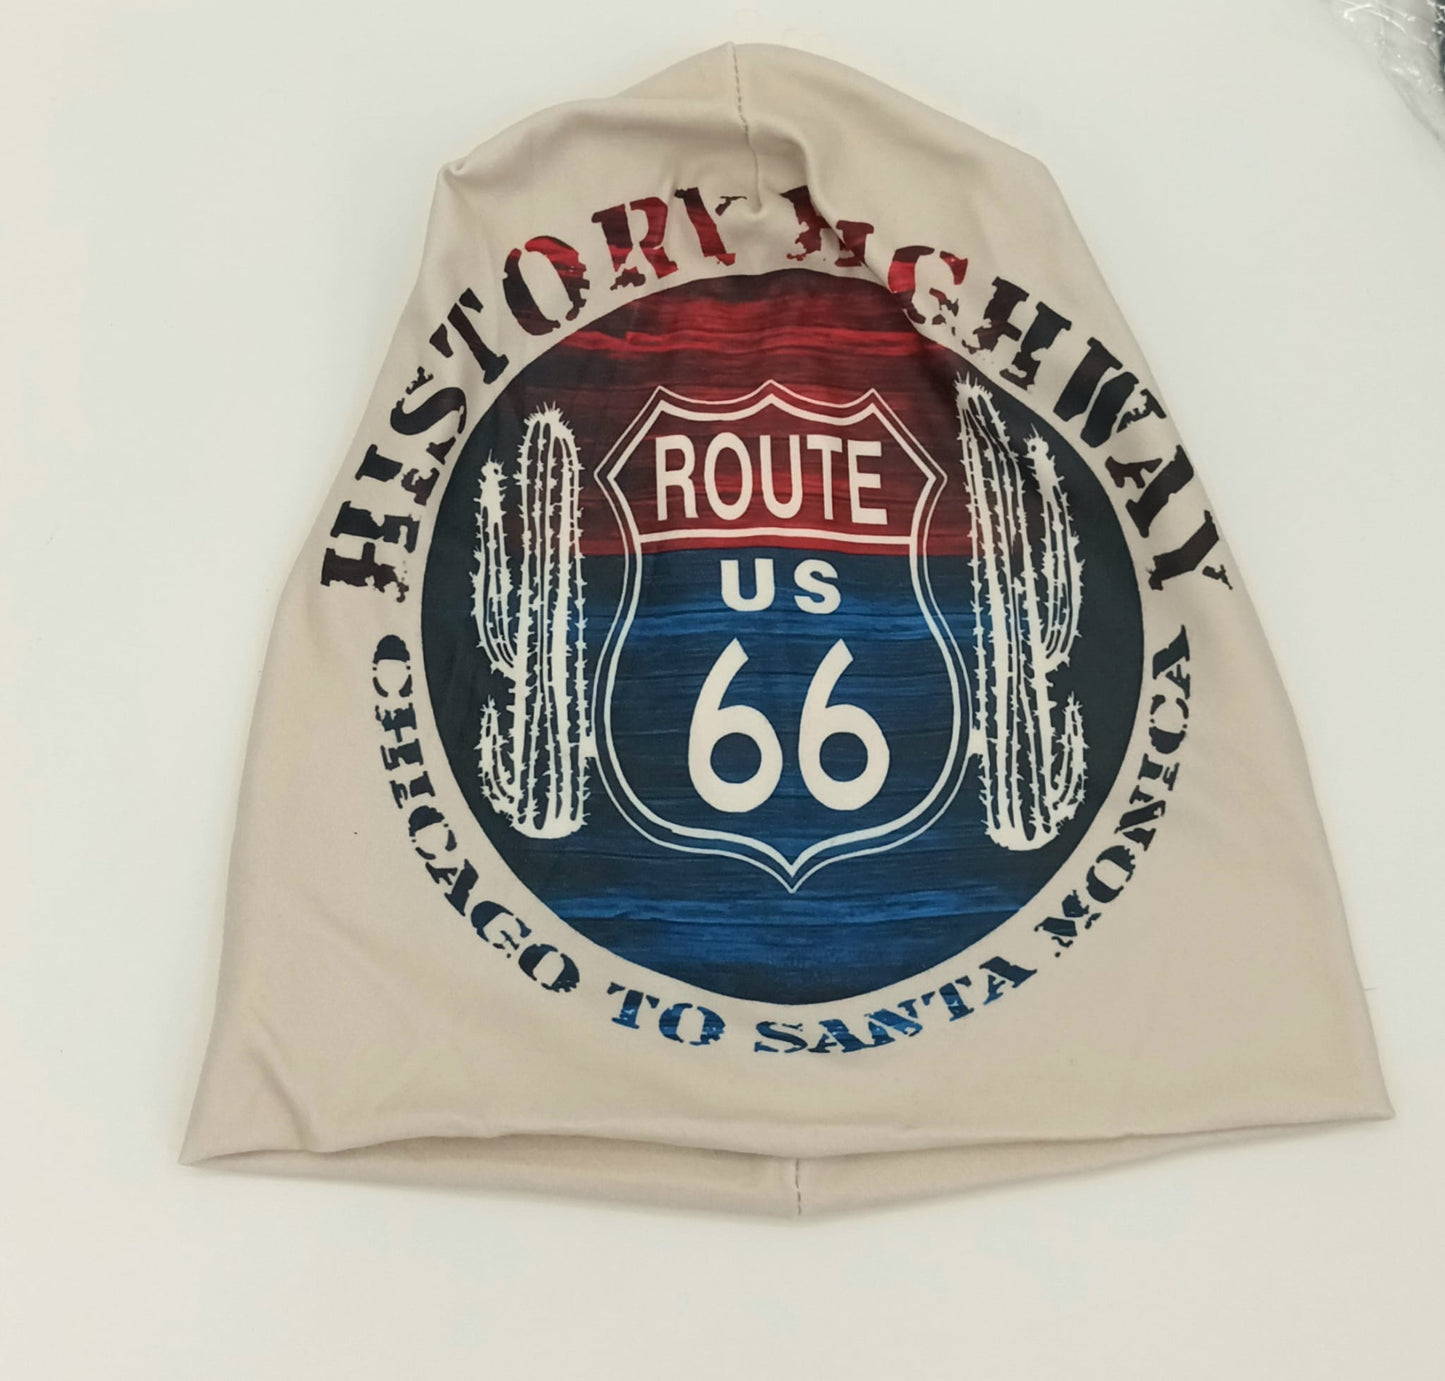 HISTORY HGHWAY
ROUTE
US
66
CHICAGO TO SANTA MONICA